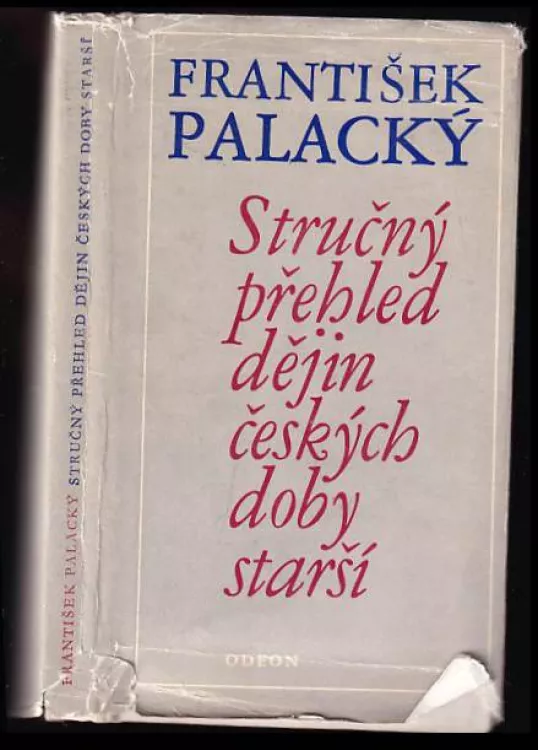 FRANTIŠEK PALACKÝ STRUČNÝ PŘEHLED DĚJIN ČESKÝCH DOBY STARŠÍ
FRANTIŠEK
PALACKÝ
Stručný
přehled
dějin
českých
doby
starší
ODEON